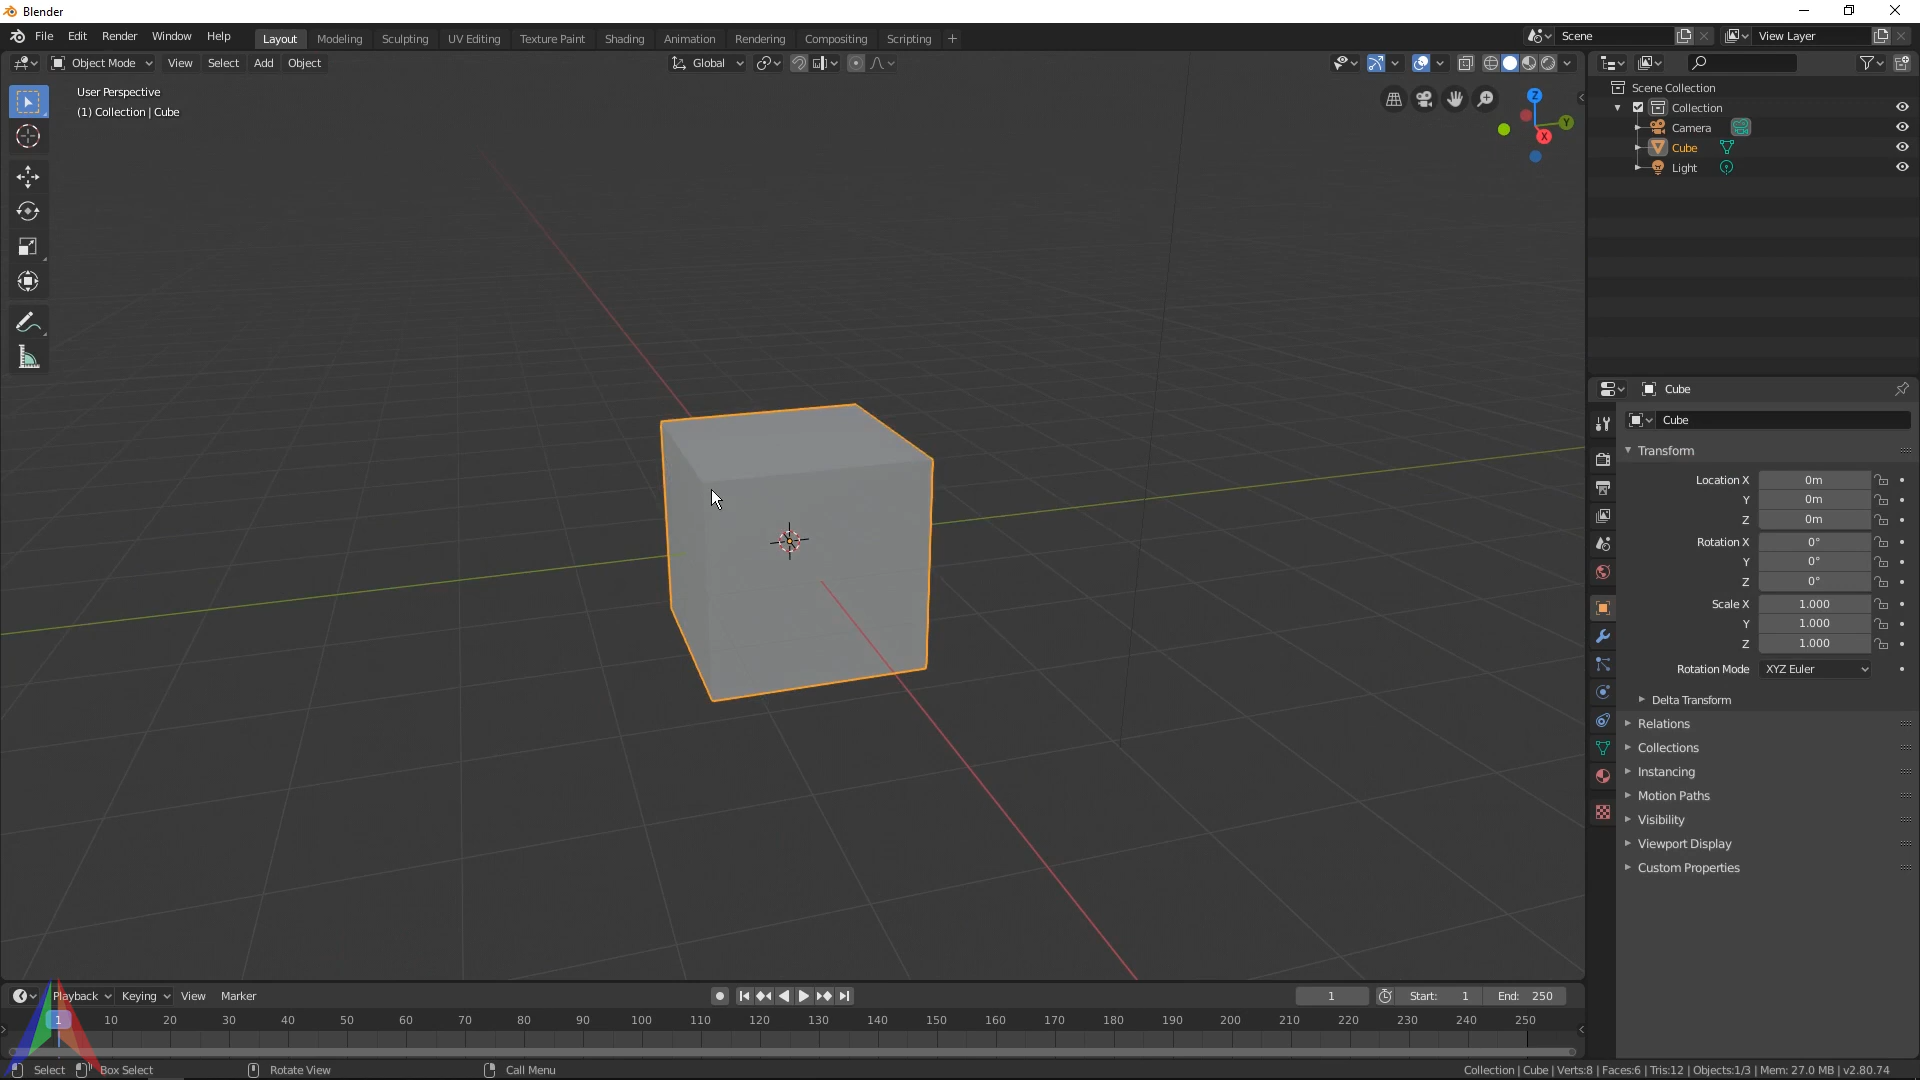 Blender
File Edit Render Window Help Layout Modeling Sculpting UV Editing Texture Paint Shading Animation Rendering Compositing Scripting + Scene View Layer
Object Mode View Select Add Object Global
User Perspective
(1) Collection | Cube
Z
Y
X
Scene Collection
Collection
Camera
Cube
Light
Cube
Cube
Transform
Location X 0m
Y 0m
Z 0m
Rotation X 0°
Y 0°
Z 0°
Scale X 1.000
Y 1.000
Z 1.000
Rotation Mode XYZ Euler
Delta Transform
Relations
Collections
Instancing
Motion Paths
Visibility
Viewport Display
Custom Properties
Playback Keying View Marker 1 Start: 1 End: 250
1 10 20 30 40 50 60 70 80 90 100 110 120 130 140 150 160 170 180 190 200 210 220 230 240 250
Select Box Select Rotate View Call Menu Collection | Cube | Verts:8 | Faces:6 | Tris:12 | Objects:1/3 | Mem: 27.0 MB | v2.80.74